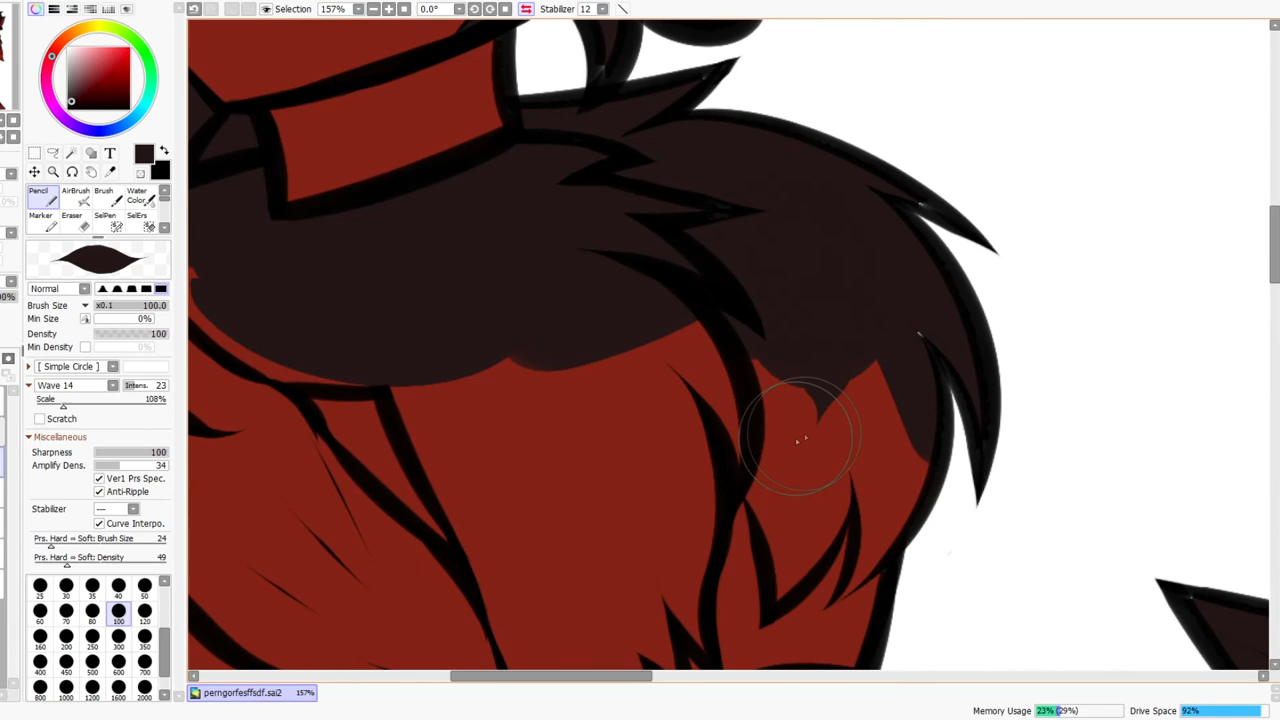 Selection 157% 0.0° Stabilizer 12
T
Pencil AirBrush Brush Water Color
Marker Eraser SelPen SelErs
Normal
Brush Size x0.1 100.0
Min Size 0%
Density 100
Min Density 0%
[ Simple Circle ]
Wave 14 Intens. 23
Scale 108%
Scratch
Miscellaneous
Sharpness 100
Amplify Dens. 34
Ver1 Prs Spec.
Anti-Ripple
Stabilizer ---
Curve Interpo.
Prs. Hard ⇔ Soft: Brush Size 24
Prs. Hard ⇔ Soft: Density 49
25 30 35 40 50
60 70 80 100 120
160 200 250 300 350
400 450 500 600 700
800 1000 1200 1600 2000
perngorfesffsdf.sai2 157%
Memory Usage 23% (29%) Drive Space 92%